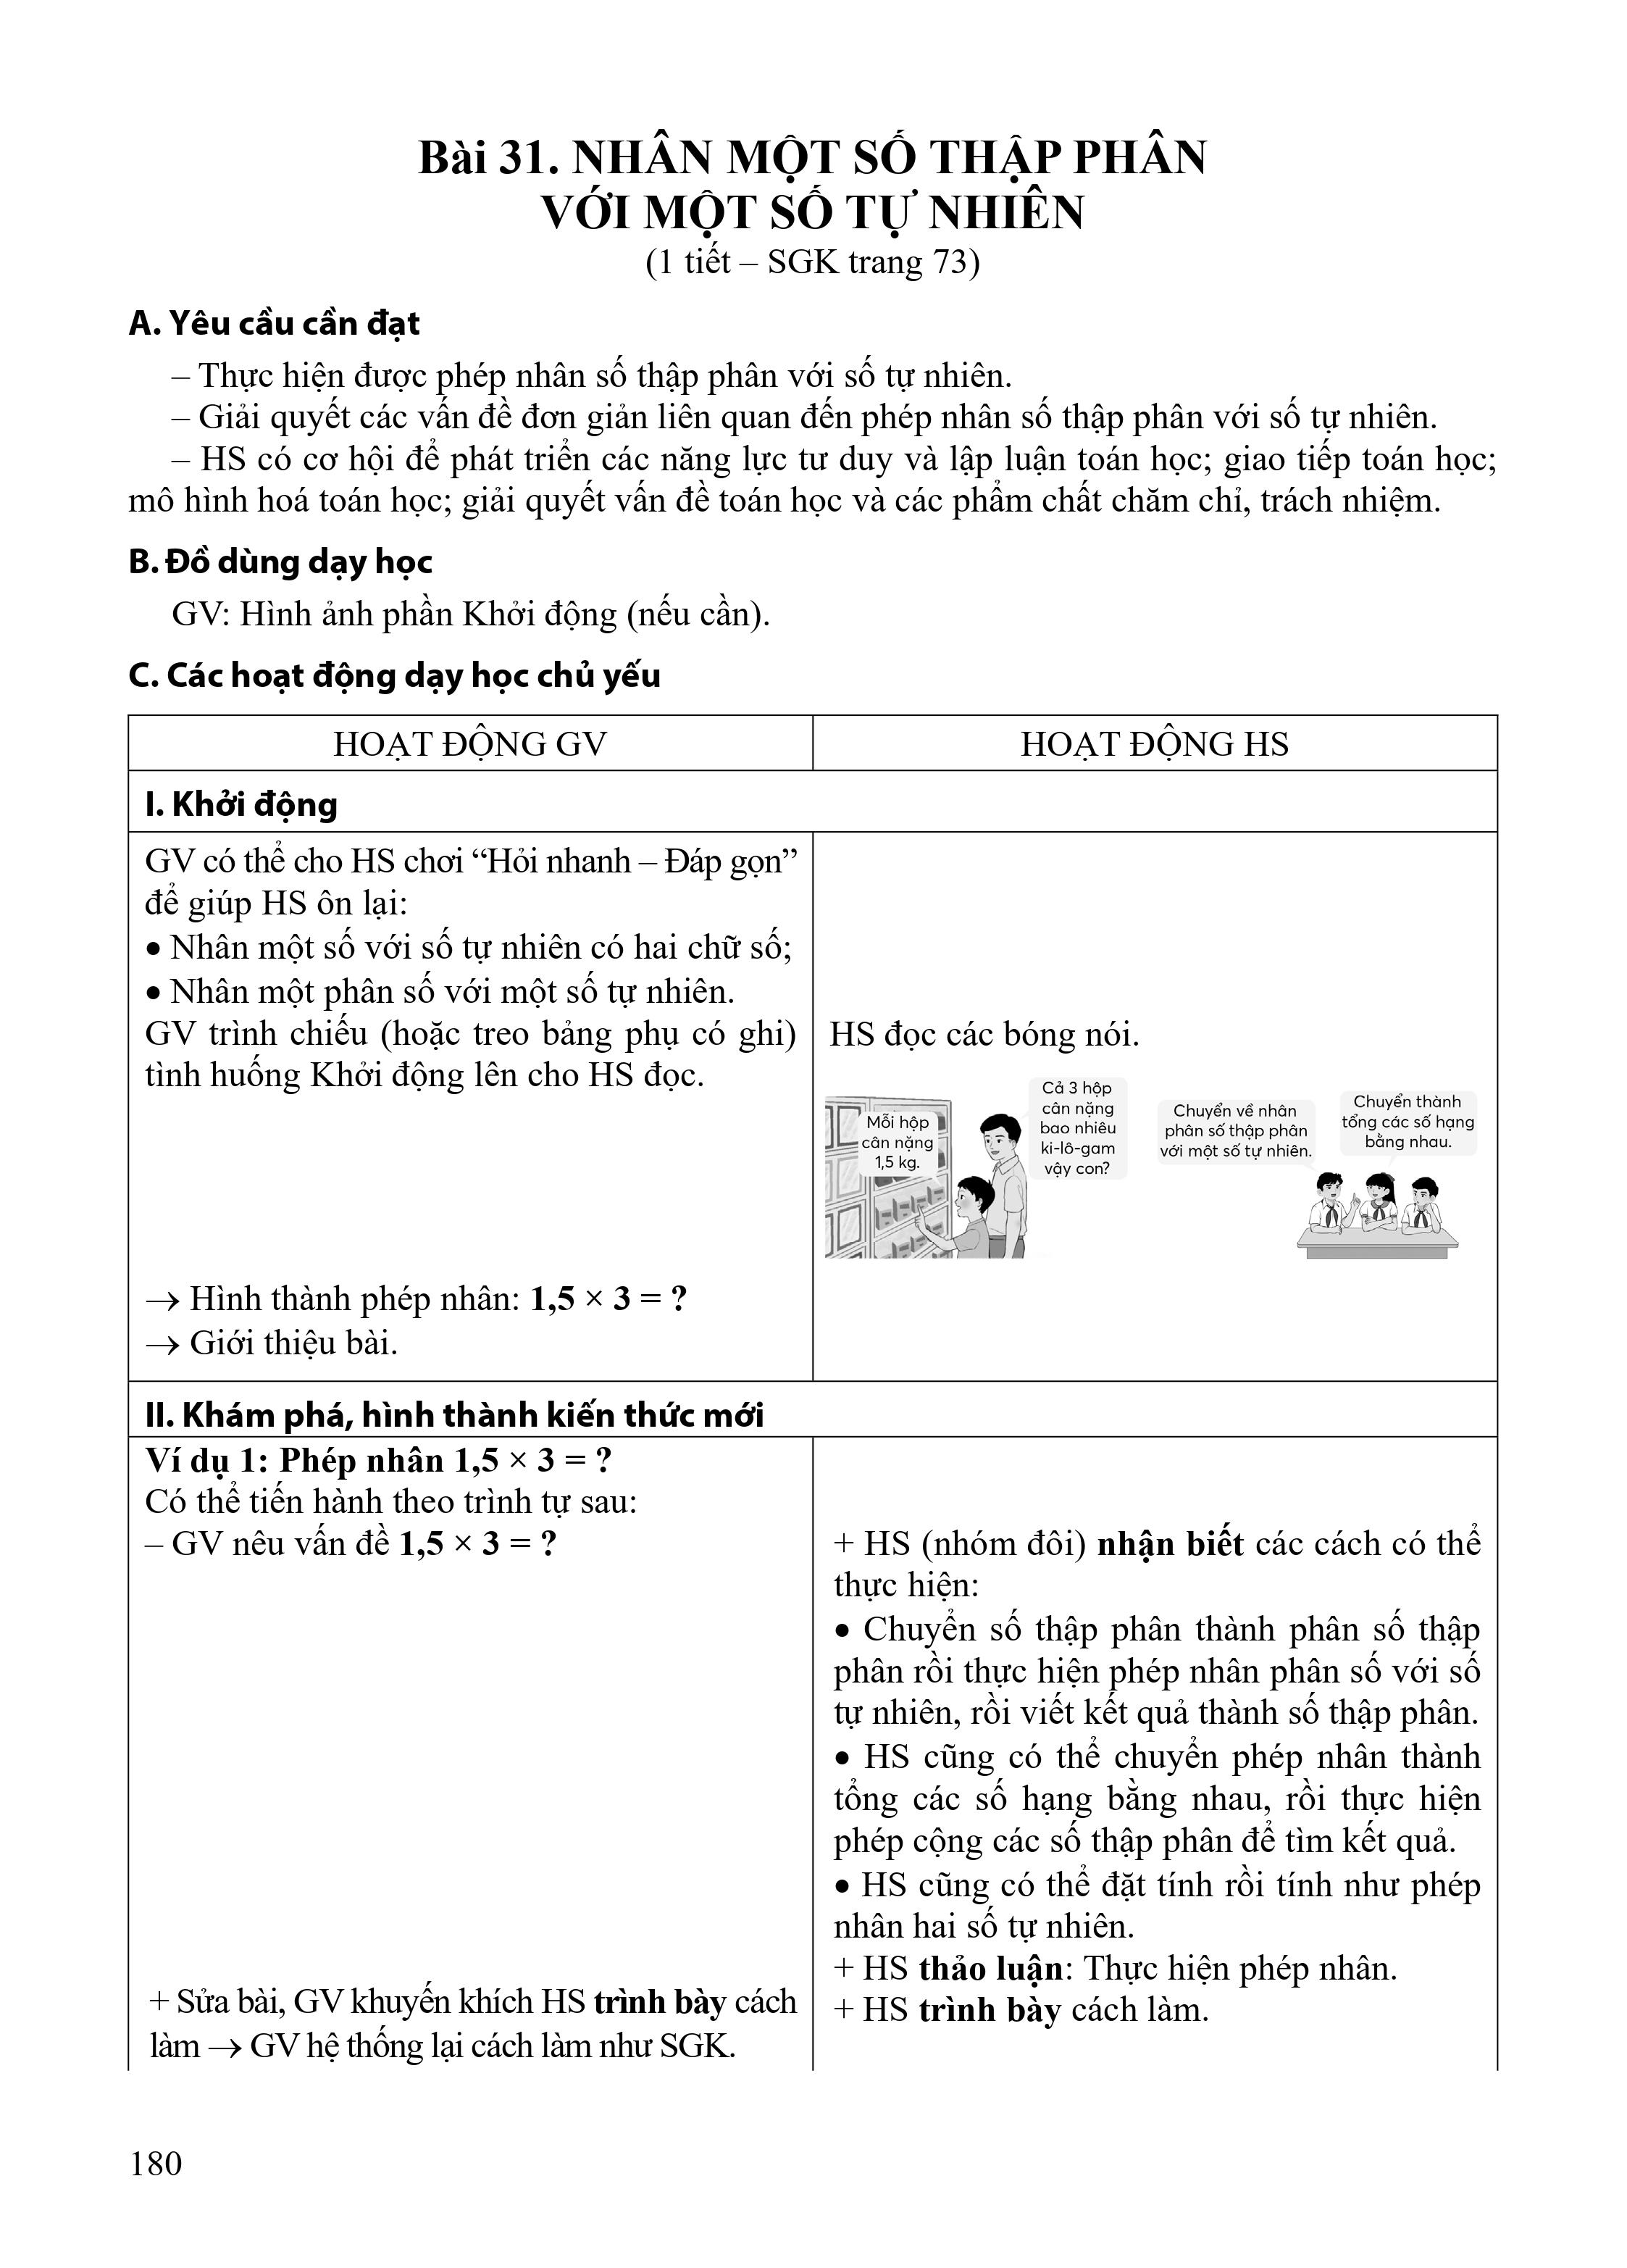 Bài 31. NHÂN MỘT SỐ THẬP PHÂN
VỚI MỘT SỐ TỰ NHIÊN
(1 tiết – SGK trang 73)
A. Yêu cầu cần đạt
– Thực hiện được phép nhân số thập phân với số tự nhiên.
– Giải quyết các vấn đề đơn giản liên quan đến phép nhân số thập phân với số tự nhiên.
– HS có cơ hội để phát triển các năng lực tư duy và lập luận toán học; giao tiếp toán học;
mô hình hoá toán học; giải quyết vấn đề toán học và các phẩm chất chăm chỉ, trách nhiệm.
B. Đồ dùng dạy học
GV: Hình ảnh phần Khởi động (nếu cần).
C. Các hoạt động dạy học chủ yếu
HOẠT ĐỘNG GV
HOẠT ĐỘNG HS
I. Khởi động
GV có thể cho HS chơi “Hỏi nhanh – Đáp gọn”
để giúp HS ôn lại:
• Nhân một số với số tự nhiên có hai chữ số;
• Nhân một phân số với một số tự nhiên.
GV trình chiếu (hoặc treo bảng phụ có ghi)
tình huống Khởi động lên cho HS đọc.
→ Hình thành phép nhân: 1,5 × 3 = ?
→ Giới thiệu bài.
HS đọc các bóng nói.
Mỗi hộp
cân nặng
1,5 kg.
Cả 3 hộp
cân nặng
bao nhiêu
ki-lô-gam
vậy con?
Chuyển về nhân
phân số thập phân
với một số tự nhiên.
Chuyển thành
tổng các số hạng
bằng nhau.
II. Khám phá, hình thành kiến thức mới
Ví dụ 1: Phép nhân 1,5 × 3 = ?
Có thể tiến hành theo trình tự sau:
– GV nêu vấn đề 1,5 × 3 = ?
+ Sửa bài, GV khuyến khích HS trình bày cách
làm → GV hệ thống lại cách làm như SGK.
+ HS (nhóm đôi) nhận biết các cách có thể
thực hiện:
• Chuyển số thập phân thành phân số thập
phân rồi thực hiện phép nhân phân số với số
tự nhiên, rồi viết kết quả thành số thập phân.
• HS cũng có thể chuyển phép nhân thành
tổng các số hạng bằng nhau, rồi thực hiện
phép cộng các số thập phân để tìm kết quả.
• HS cũng có thể đặt tính rồi tính như phép
nhân hai số tự nhiên.
+ HS thảo luận: Thực hiện phép nhân.
+ HS trình bày cách làm.
180